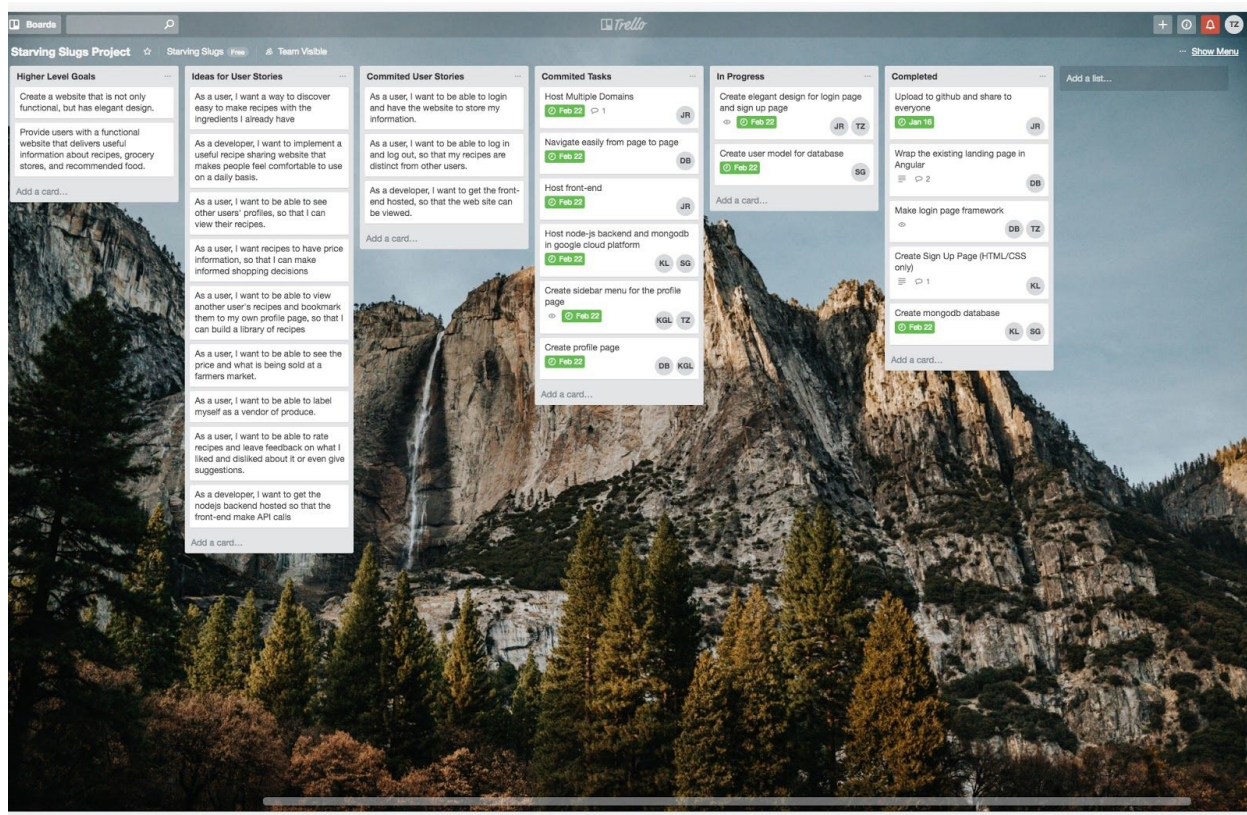 Boards
Trello
TZ
Starving Slugs Project
Starving Slugs Free
Team Visible
... Show Menu
Higher Level Goals
Create a website that is not only
functional, but has elegant design.
Provide users with a functional
website that delivers useful
information about recipes, grocery
stores, and recommended food.
Add a card...
Ideas for User Stories
As a user, I want a way to discover
easy to make recipes with the
ingredients I already have
As a developer, I want to implement a
useful recipe sharing website that
makes people feel comfortable to use
on a daily basis.
As a user, I want to be able to see
other users' profiles, so that I can
view their recipes.
As a user, I want recipes to have price
information, so that I can make
informed shopping decisions
As a user, I want to be able to view
another user's recipes and bookmark
them to my own profile page, so that I
can build a library of recipes
As a user, I want to be able to see the
price and what is being sold at a
farmers market.
As a user, I want to be able to label
myself as a vendor of produce.
As a user, I want to be able to rate
recipes and leave feedback on what I
liked and disliked about it or even give
suggestions.
As a developer, I want to get the
nodejs backend hosted so that the
front-end make API calls
Add a card...
Commited User Stories
As a user, I want to be able to login
and have the website to store my
information.
As a user, I want to be able to log in
and log out, so that my recipes are
distinct from other users.
As a developer, I want to get the front-
end hosted, so that the web site can
be viewed.
Add a card...
Commited Tasks
Host Multiple Domains
Feb 22 1
JR
Navigate easily from page to page
Feb 22
DB
Host front-end
Feb 22
JR
Host node-js backend and mongodb
in google cloud platform
Feb 22
KL SG
Create sidebar menu for the profile
page
Feb 22
KGL TZ
Create profile page
Feb 22
DB KGL
Add a card...
In Progress
Create elegant design for login page
and sign up page
Feb 22
JR TZ
Create user model for database
Feb 22
SG
Add a card...
Completed
Upload to github and share to
everyone
Jan 16
JR
Wrap the existing landing page in
Angular
2
DB
Make login page framework
DB TZ
Create Sign Up Page (HTML/CSS
only)
1
KL
Create mongodb database
Feb 22
KL SG
Add a card...
Add a list...